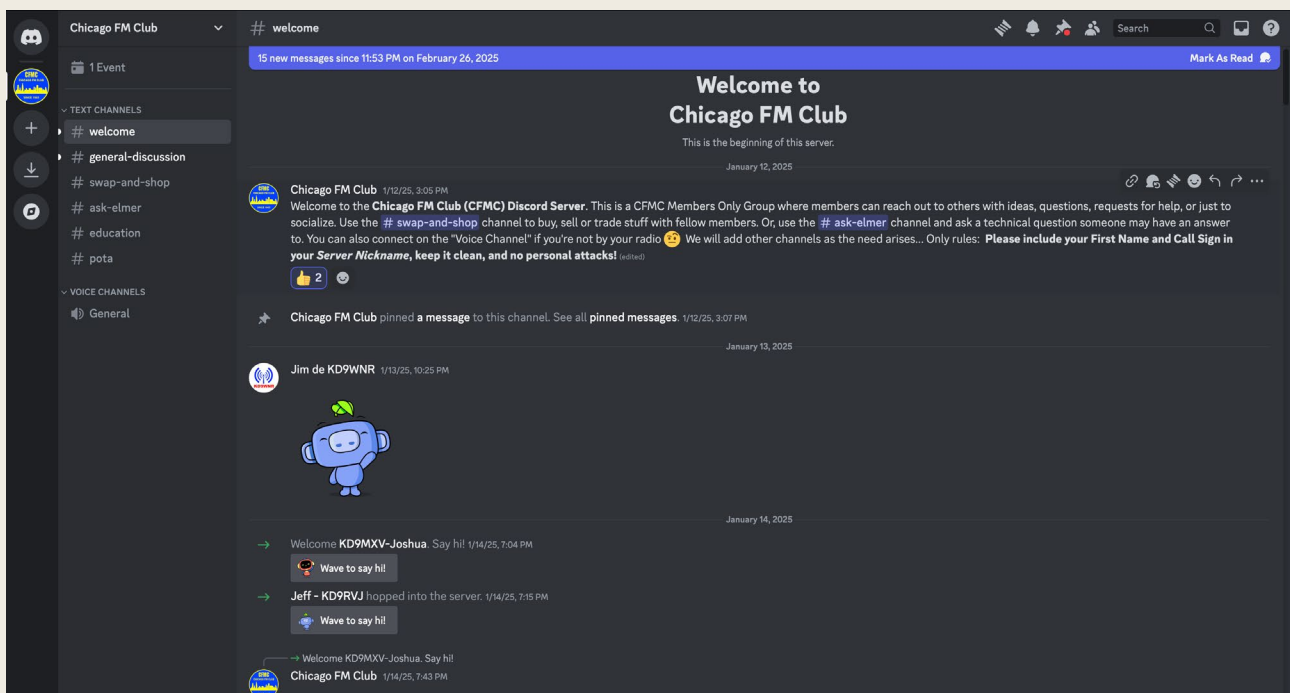 Chicago FM Club
1 Event
TEXT CHANNELS
# welcome
# general-discussion
# swap-and-shop
# ask-elmer
# education
# pota
VOICE CHANNELS
General
# welcome
Search
15 new messages since 11:53 PM on February 26, 2025
Mark As Read
Welcome to
Chicago FM Club
This is the beginning of this server.
January 12, 2025
Chicago FM Club 1/12/25, 3:05 PM
Welcome to the Chicago FM Club (CFMC) Discord Server. This is a CFMC Members Only Group where members can reach out to others with ideas, questions, requests for help, or just to
socialize. Use the # swap-and-shop channel to buy, sell or trade stuff with fellow members. Or, use the # ask-elmer channel and ask a technical question someone may have an answer
to. You can also connect on the "Voice Channel" if you're not by your radio 🤨 We will add other channels as the need arises... Only rules: Please include your First Name and Call Sign in
your Server Nickname, keep it clean, and no personal attacks! (edited)
👍 2
Chicago FM Club pinned a message to this channel. See all pinned messages. 1/12/25, 3:07 PM
January 13, 2025
Jim de KD9WNR 1/13/25, 10:25 PM
KD9WNR
January 14, 2025
Welcome KD9MXV-Joshua. Say hi! 1/14/25, 7:04 PM
Wave to say hi!
Jeff - KD9RVJ hopped into the server. 1/14/25, 7:15 PM
Wave to say hi!
Welcome KD9MXV-Joshua. Say hi!
Chicago FM Club 1/14/25, 7:43 PM
CFMC